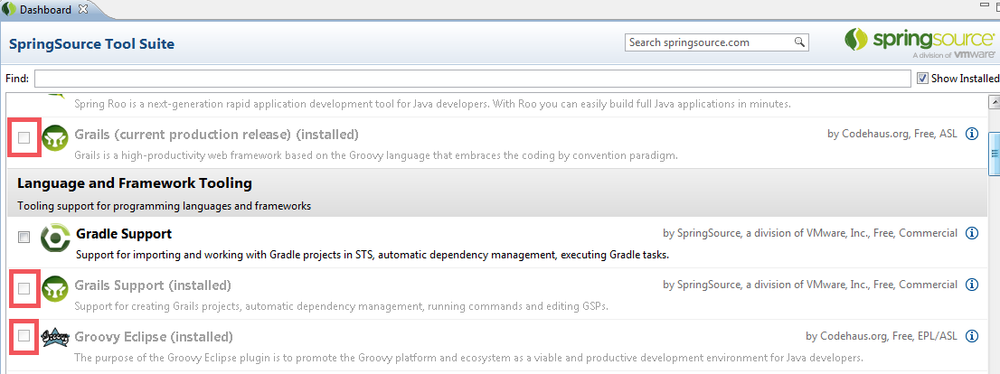 Dashboard
SpringSource Tool Suite
Search springsource.com
springsource
A division of vmware
Find:
Show Installed
Spring Roo is a next-generation rapid application development tool for Java developers. With Roo you can easily build full Java applications in minutes.
Grails (current production release) (installed)
by Codehaus.org, Free, ASL
Grails is a high-productivity web framework based on the Groovy language that embraces the coding by convention paradigm.
Language and Framework Tooling
Tooling support for programming languages and frameworks
Gradle Support
by SpringSource, a division of VMware, Inc., Free, Commercial
Support for importing and working with Gradle projects in STS, automatic dependency management, executing Gradle tasks.
Grails Support (installed)
by SpringSource, a division of VMware, Inc., Free, Commercial
Support for creating Grails projects, automatic dependency management, running commands and editing GSPs.
Groovy
Groovy Eclipse (installed)
by Codehaus.org, Free, EPL/ASL
The purpose of the Groovy Eclipse plugin is to promote the Groovy platform and ecosystem as a viable and productive development environment for Java developers.